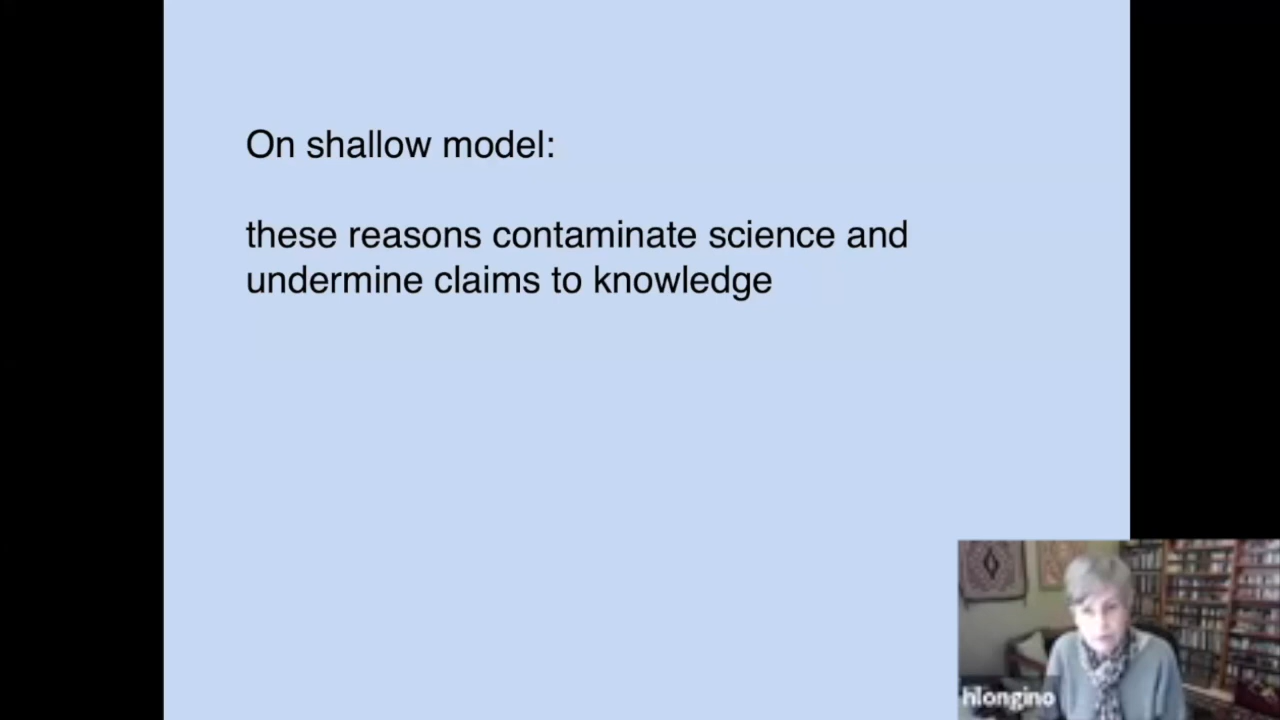 On shallow model:
these reasons contaminate science and
undermine claims to knowledge
hlongino